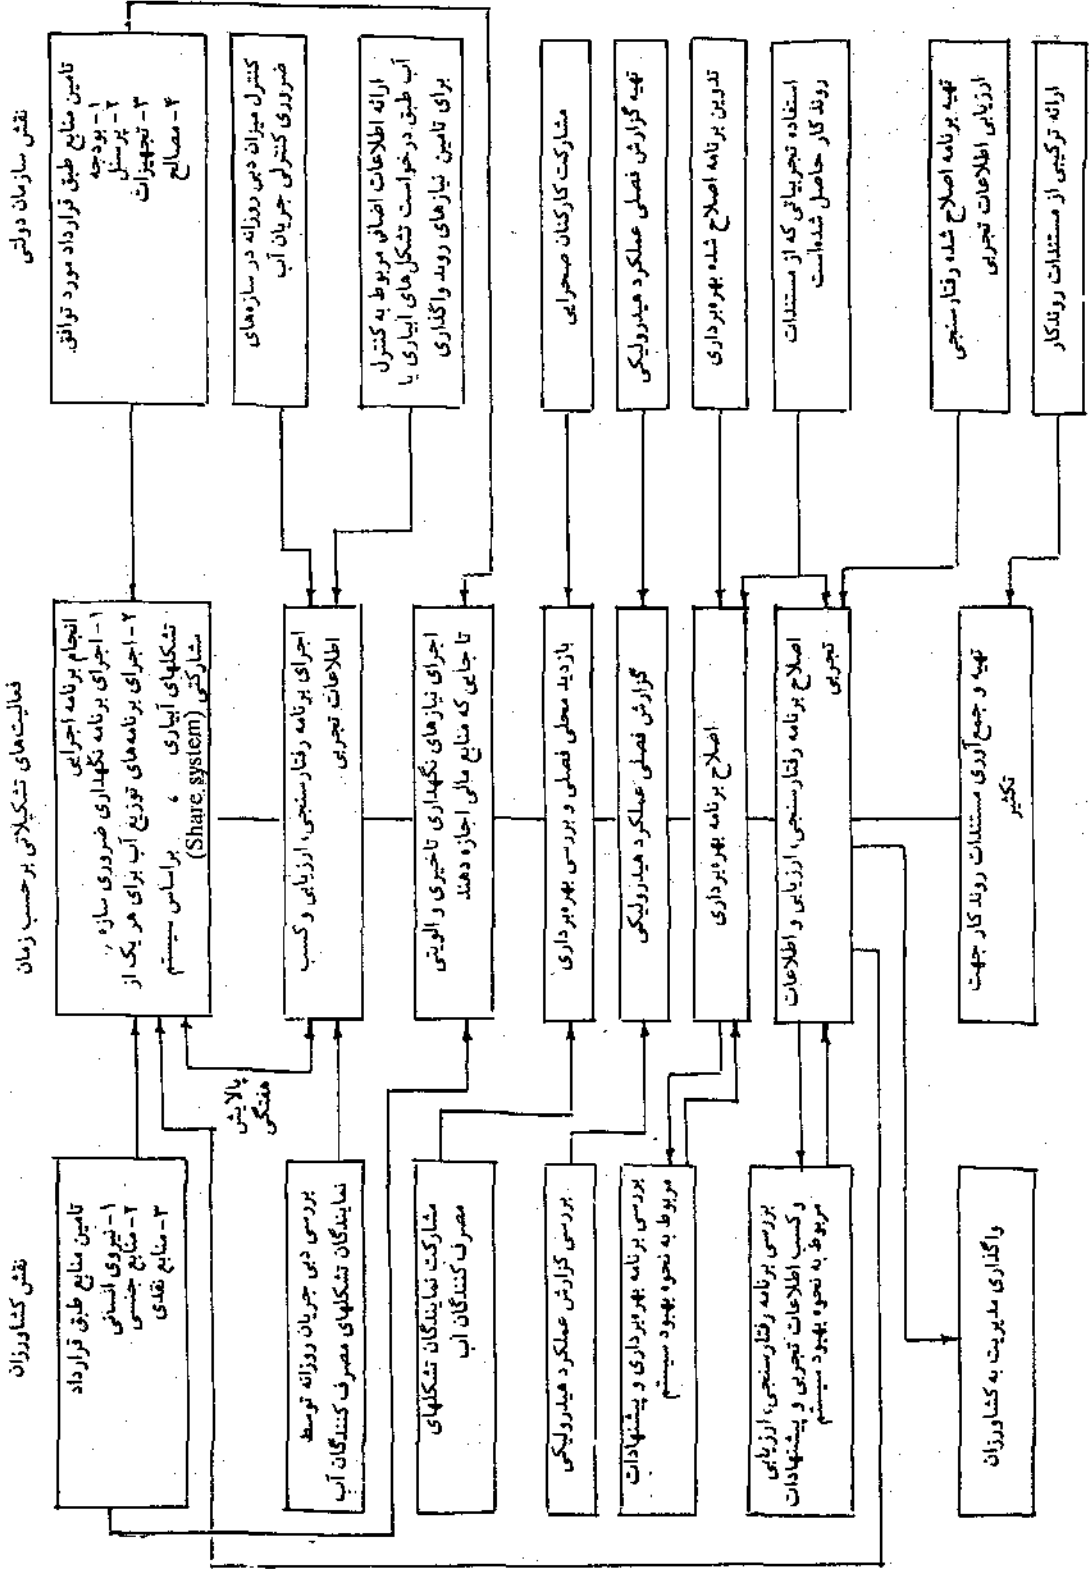 نقش سازمان دولتی
تامین منابع طبق قرارداد مورد توافق.
۱- بودجه
۲- پرسنل
۳- تجهیزات
۴- مصالح
کنترل میزان دبی روزانه در سازه‌های
ضروری کنترلی جریان آب
ارائه اطلاعات اضافی مربوط به کنترل
آب طبق درخواست تشکل‌های آبیاری یا
برای تامین نیازهای روند واگذاری
مشارکت کارکنان صحرایی
تهیه گزارش فصلی عملکرد هیدرولیکی
تدوین برنامه اصلاح شده بهره‌برداری
استفاده تجربیاتی که از مستندات
روند کار حاصل شده‌است
تهیه برنامه اصلاح شده رفتارسنجی
ارزیابی اطلاعات تجربی
ارائه ترکیبی از مستندات روندکار
فعالیت‌های تشکیلاتی برحسب زمان
انجام برنامه اجرایی
۱- اجرای برنامه نگهداری ضروری سازه
۲- اجرای برنامه‌های توزیع آب برای هر یک از
تشکلهای آبیاری ، براساس سیستم
مشارکتی (Share system)
اجرای برنامه رفتارسنجی، ارزیابی و کسب
اطلاعات تجربی
اجرای نیازهای نگهداری تاخیری و الویتی
تا جایی که منابع مالی اجازه دهند
بازدید محلی فصلی و بررسی بهره‌برداری
گزارش فصلی عملکرد هیدرولیکی
اصلاح برنامه بهره‌برداری
اصلاح برنامه رفتارسنجی، ارزیابی و اطلاعات
تجربی
تهیه و جمع‌آوری مستندات روند کار جهت
تکثیر
پالایش
هفتگی
نقش کشاورزان
تامین منابع طبق قرارداد
۱- نیروی انسانی
۲- منابع جنسی
۳- منابع نقدی
بررسی دبی جریان روزانه توسط
نمایندگان تشکلهای مصرف کنندگان آب
مشارکت نمایندگان تشکلهای
مصرف کنندگان آب
بررسی گزارش عملکرد هیدرولیکی
بررسی برنامه بهره‌برداری و پیشنهادات
مربوط به نحوه بهبود سیستم
بررسی برنامه رفتارسنجی، ارزیابی
و کسب اطلاعات تجربی و پیشنهادات
مربوط به نحوه بهبود سیستم
واگذاری مدیریت به کشاورزان